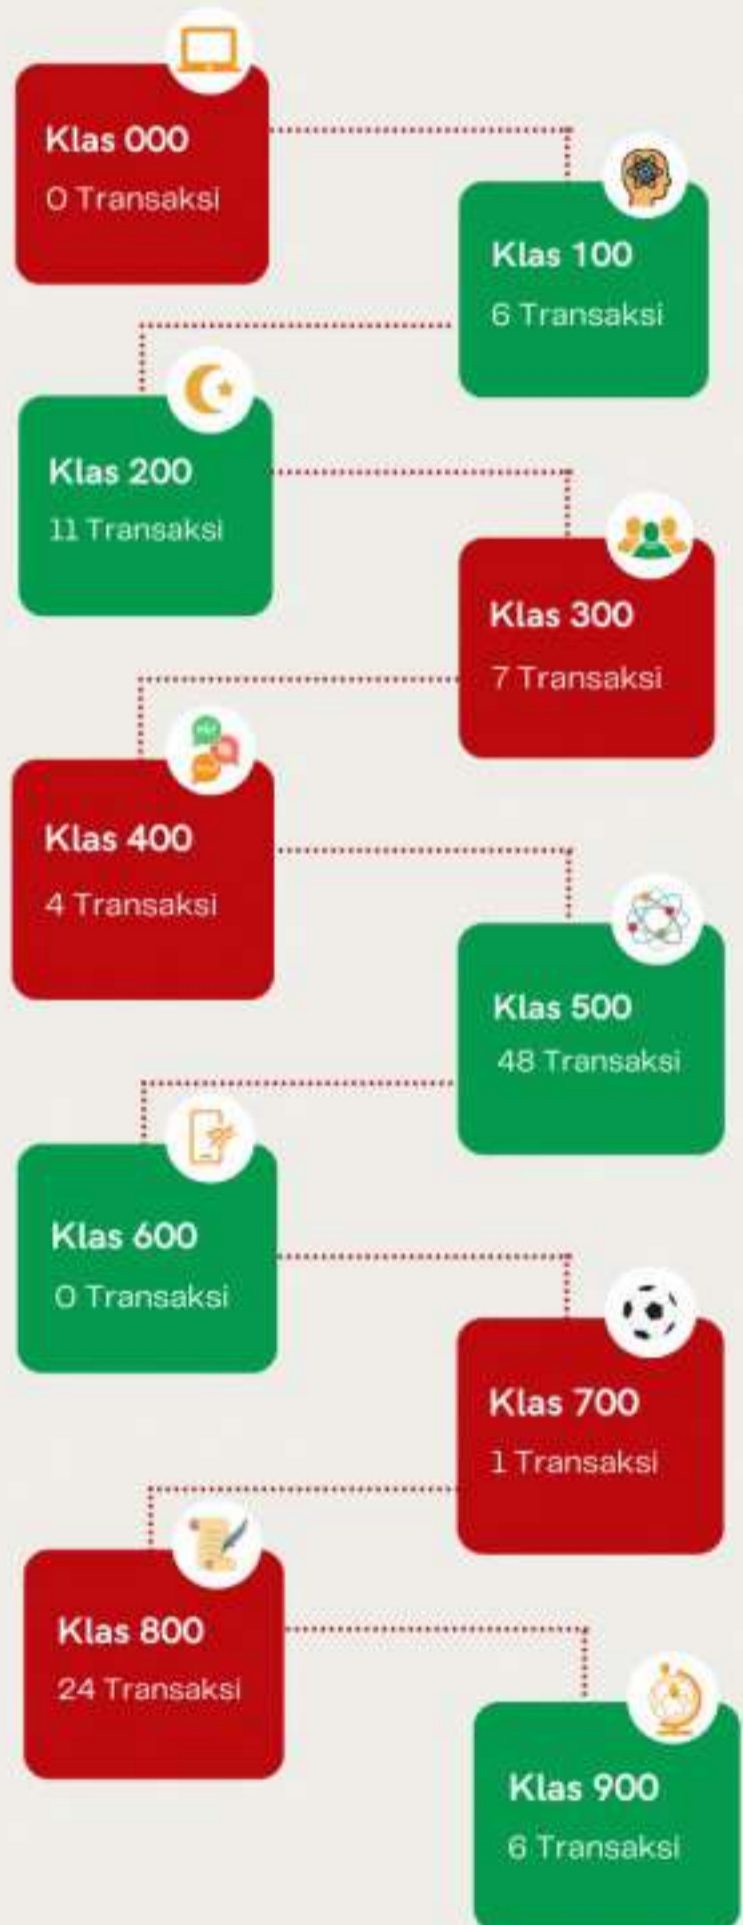 Klas 000
0 Transaksi
Klas 100
6 Transaksi
Klas 200
11 Transaksi
Klas 300
7 Transaksi
Klas 400
4 Transaksi
Klas 500
48 Transaksi
Klas 600
0 Transaksi
Klas 700
1 Transaksi
Klas 800
24 Transaksi
Klas 900
6 Transaksi